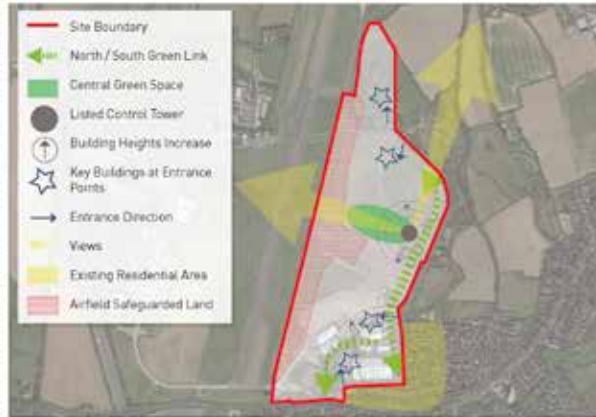 Site Boundary
North / South Green Link
Central Green Space
Listed Control Tower
Building Heights Increase
Key Buildings at Entrance
Points
Entrance Direction
Views
Existing Residential Area
Airfield Safeguarded Land